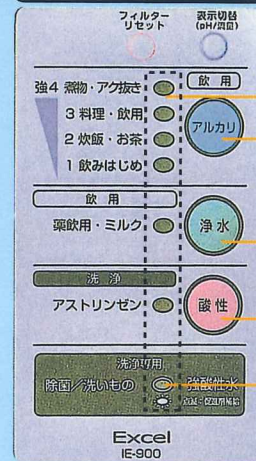 フィルター
リセット
表示切替
(pH/流量)
飲用
強4 煮物・アク抜き
3 料理・飲用
アルカリ
2 炊飯・お茶
1 飲みはじめ
飲用
薬飲用・ミルク
浄水
洗浄
アストリンゼン
酸性
洗浄専用
除菌/洗いもの
強酸性水
Excel
IE-900